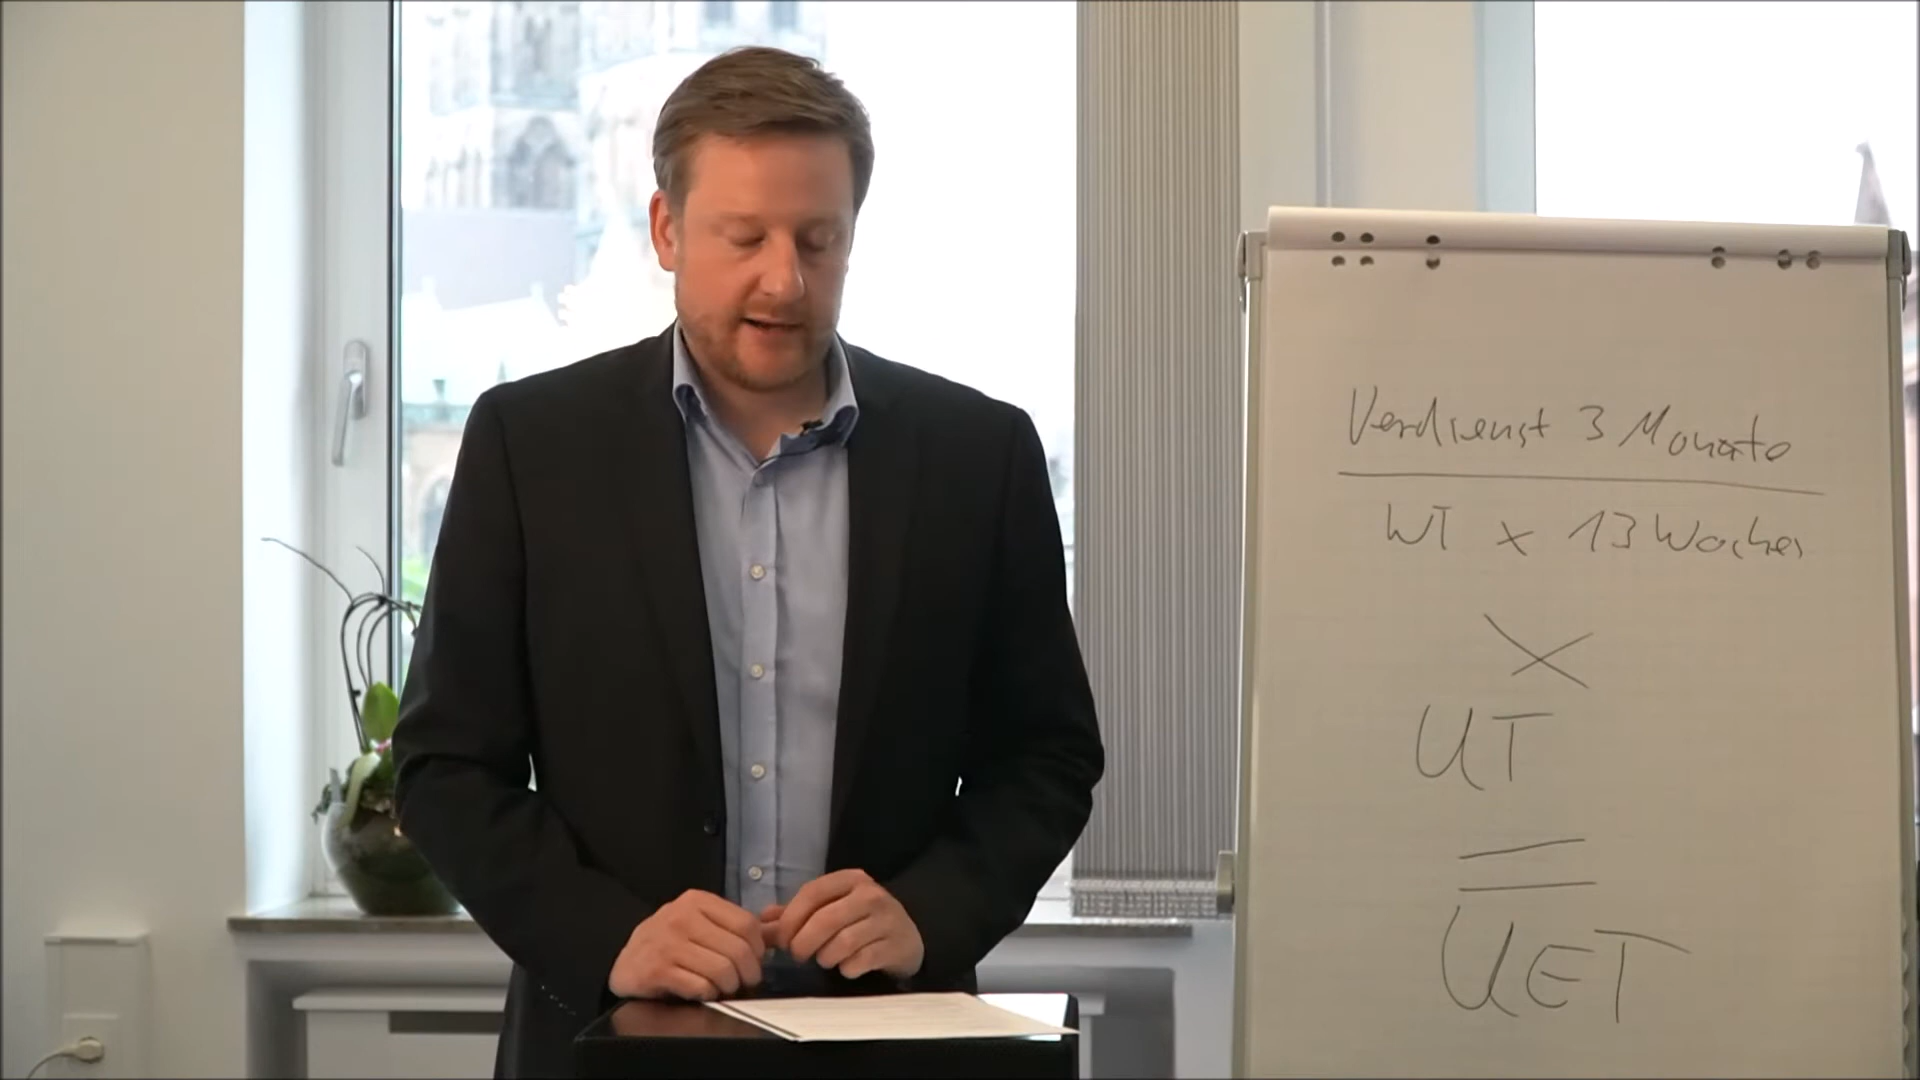 Verdienst 3 Monate
WT x 13 Wochen
X
UT
=
UET